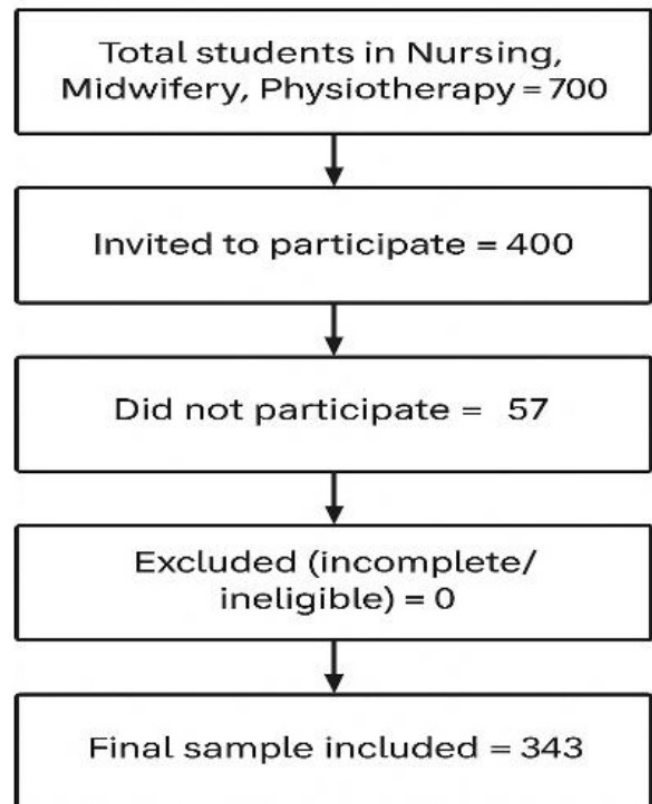 Total students in Nursing,
Midwifery, Physiotherapy = 700
Invited to participate = 400
Did not participate = 57
Excluded (incomplete/
ineligible) = 0
Final sample included = 343